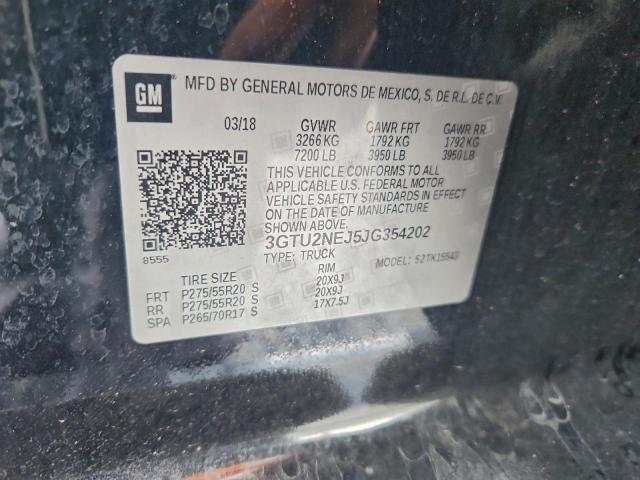 GM
MFD BY GENERAL MOTORS DE MEXICO, S. DE R.L. DE C.V.
03/18 GVWR GAWR FRT GAWR RR
3266 KG 1792 KG 1792 KG
7200 LB 3950 LB 3950 LB
THIS VEHICLE CONFORMS TO ALL
APPLICABLE U.S. FEDERAL MOTOR
VEHICLE SAFETY STANDARDS IN EFFECT
ON THE DATE OF MANUFACTURE
SHOWN ABOVE.
3GTU2NEJ5JG354202
8555
TYPE: TRUCK
TIRE SIZE RIM
FRT P275/55R20 S 20X9J
RR P275/55R20 S 20X9J
SPA P265/70R17 S 17X7.5J